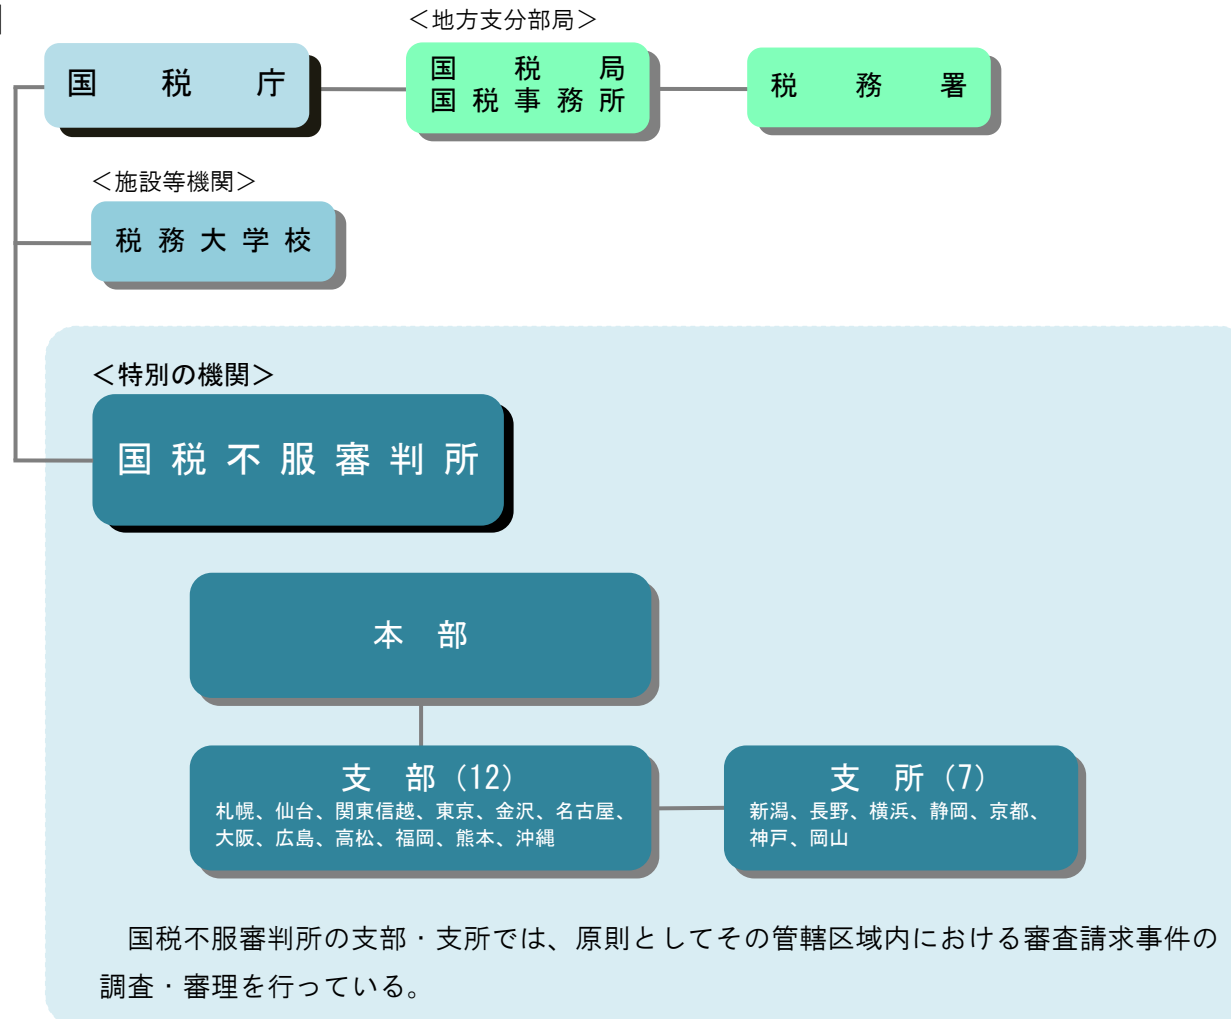 ＜地方支分部局＞
国税庁
国税局
国税事務所
税務署
＜施設等機関＞
税務大学校
＜特別の機関＞
国税不服審判所
本部
支部（12）
札幌、仙台、関東信越、東京、金沢、名古屋、
大阪、広島、高松、福岡、熊本、沖縄
支所（7）
新潟、長野、横浜、静岡、京都、
神戸、岡山
国税不服審判所の支部・支所では、原則としてその管轄区域内における審査請求事件の
調査・審理を行っている。